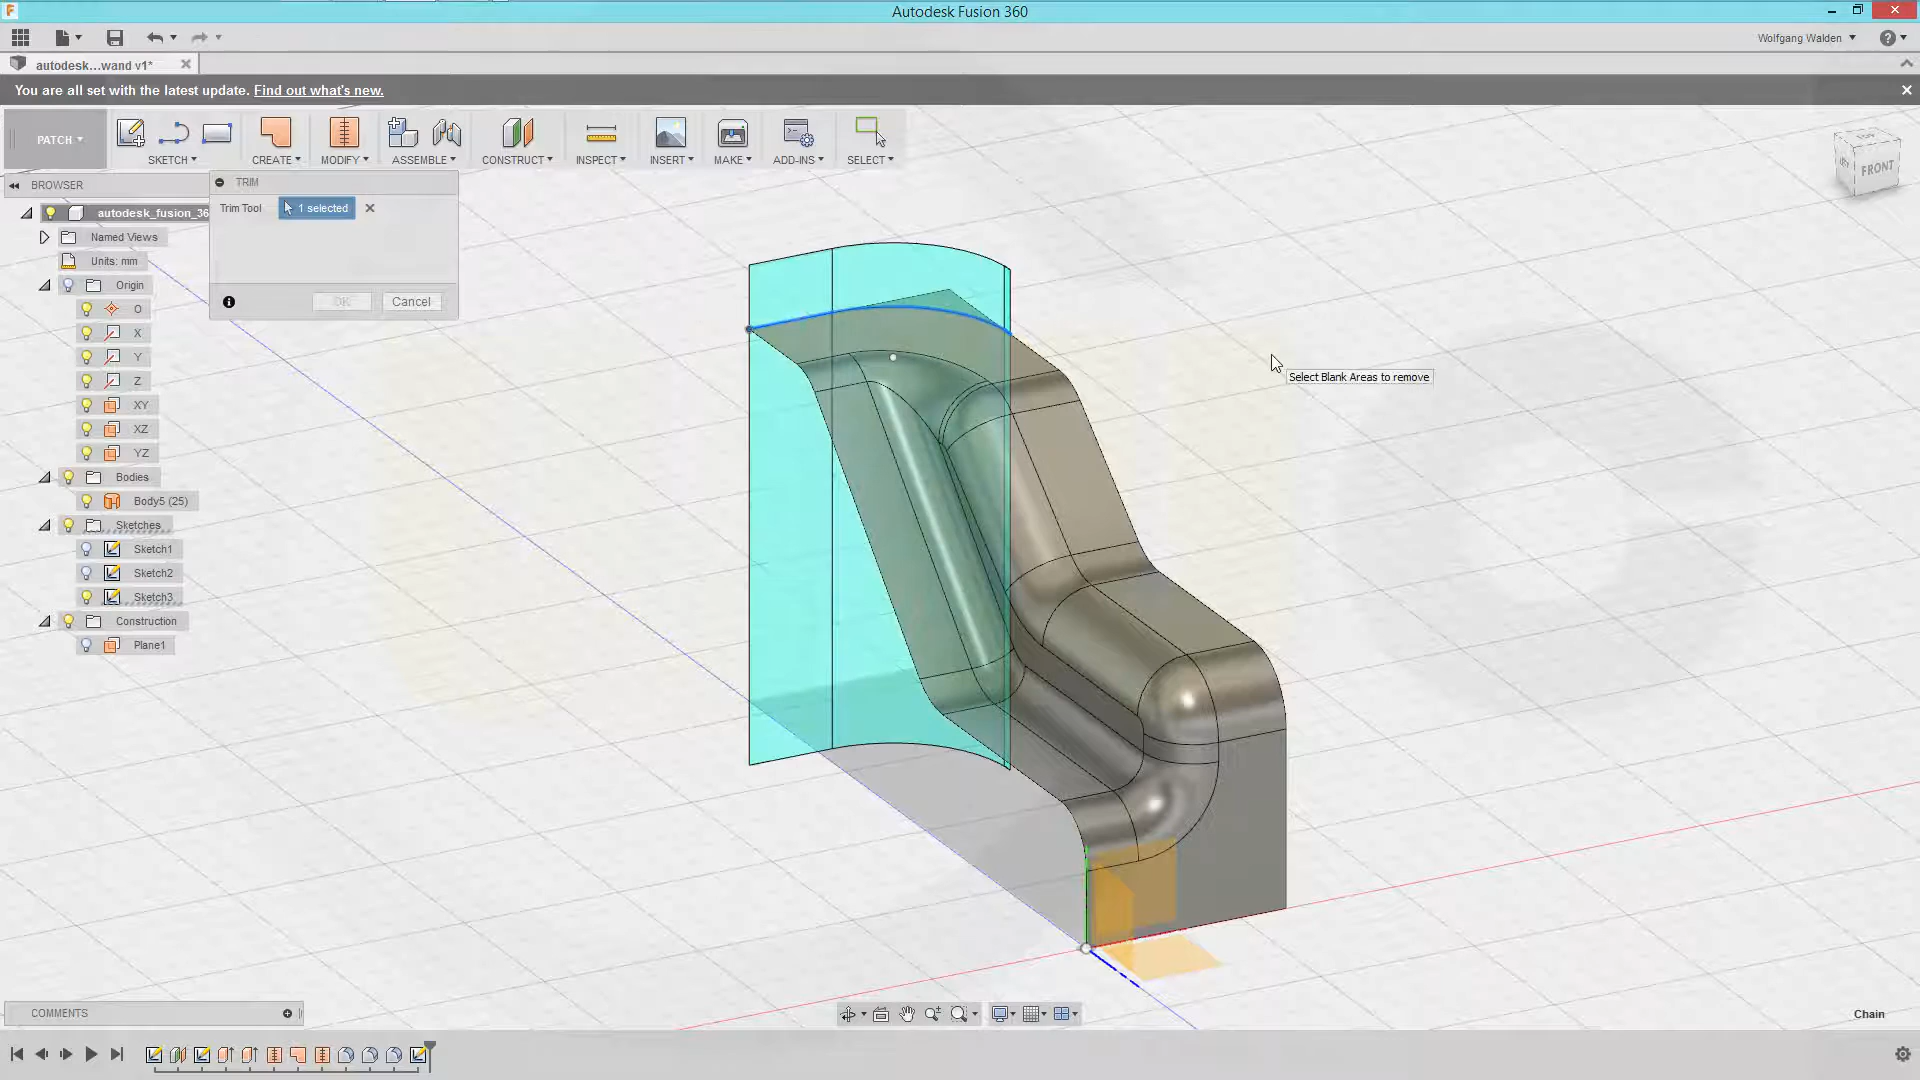 Autodesk Fusion 360
Wolfgang Walden
autodesk...wand v1*
You are all set with the latest update. Find out what's new.
PATCH
SKETCH
CREATE
MODIFY
ASSEMBLE
CONSTRUCT
INSPECT
INSERT
MAKE
ADD-INS
SELECT
TOP
FRONT
BROWSER
TRIM
Trim Tool
1 selected
autodesk_fusion_36
Named Views
Units: mm
Origin
O
X
Y
Z
XY
XZ
YZ
OK
Cancel
Select Blank Areas to remove
Bodies
Body5 (25)
Sketches
Sketch1
Sketch2
Sketch3
Construction
Plane1
COMMENTS
Chain